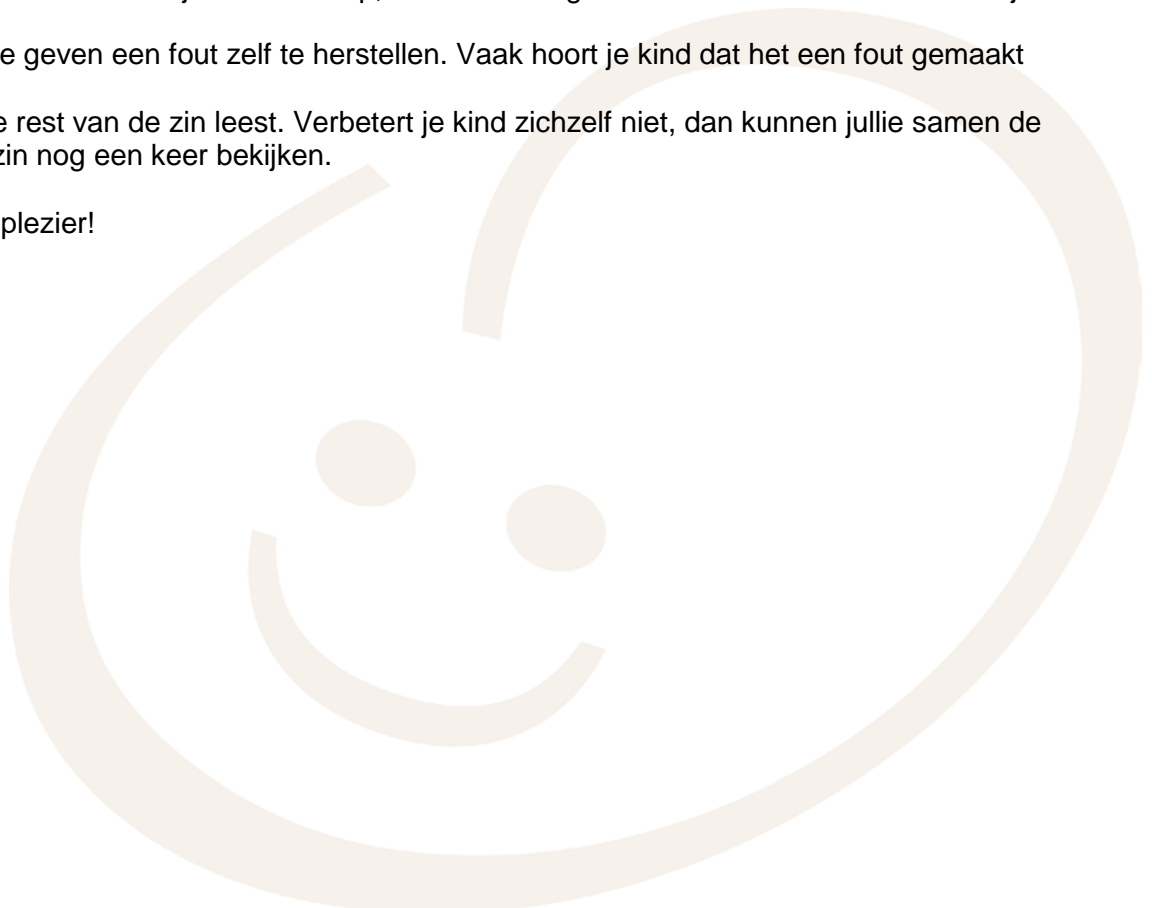 e geven een fout zelf te herstellen. Vaak hoort je kind dat het een fout gemaakt
e rest van de zin leest. Verbetert je kind zichzelf niet, dan kunnen jullie samen de
zin nog een keer bekijken.
plezier!